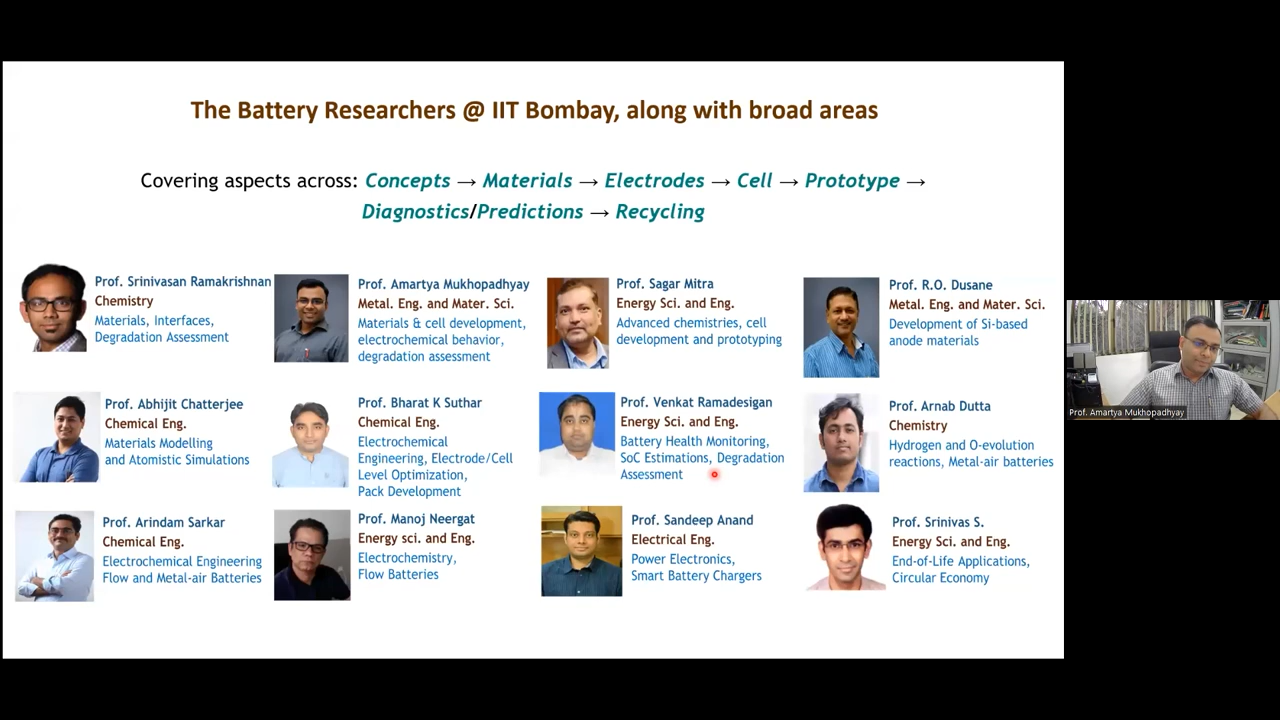 The Battery Researchers @ IIT Bombay, along with broad areas
Covering aspects across: Concepts → Materials → Electrodes → Cell → Prototype →
Diagnostics/Predictions → Recycling
Prof. Srinivasan Ramakrishnan
Chemistry
Materials, Interfaces,
Degradation Assessment
Prof. Amartya Mukhopadhyay
Metal. Eng. and Mater. Sci.
Materials & cell development,
electrochemical behavior,
degradation assessment
Prof. Sagar Mitra
Energy Sci. and Eng.
Advanced chemistries, cell
development and prototyping
Prof. R.O. Dusane
Metal. Eng. and Mater. Sci.
Development of Si-based
anode materials
Prof. Abhijit Chatterjee
Chemical Eng.
Materials Modelling
and Atomistic Simulations
Prof. Bharat K Suthar
Chemical Eng.
Electrochemical
Engineering, Electrode/Cell
Level Optimization,
Pack Development
Prof. Venkat Ramadesigan
Energy Sci. and Eng.
Battery Health Monitoring,
SoC Estimations, Degradation
Assessment
Prof. Arnab Dutta
Chemistry
Hydrogen and O-evolution
reactions, Metal-air batteries
Prof. Arindam Sarkar
Chemical Eng.
Electrochemical Engineering
Flow and Metal-air Batteries
Prof. Manoj Neergat
Energy sci. and Eng.
Electrochemistry,
Flow Batteries
Prof. Sandeep Anand
Electrical Eng.
Power Electronics,
Smart Battery Chargers
Prof. Srinivas S.
Energy Sci. and Eng.
End-of-Life Applications,
Circular Economy
Prof. Amartya Mukhopadhyay